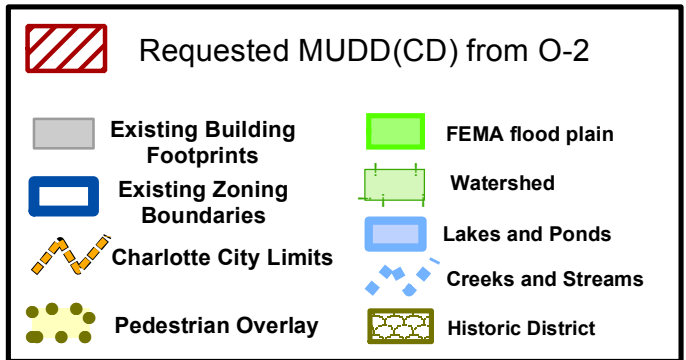 Requested MUDD(CD) from O-2
Existing Building
Footprints
Existing Zoning
Boundaries
Charlotte City Limits
Pedestrian Overlay
FEMA flood plain
Watershed
Lakes and Ponds
Creeks and Streams
Historic District